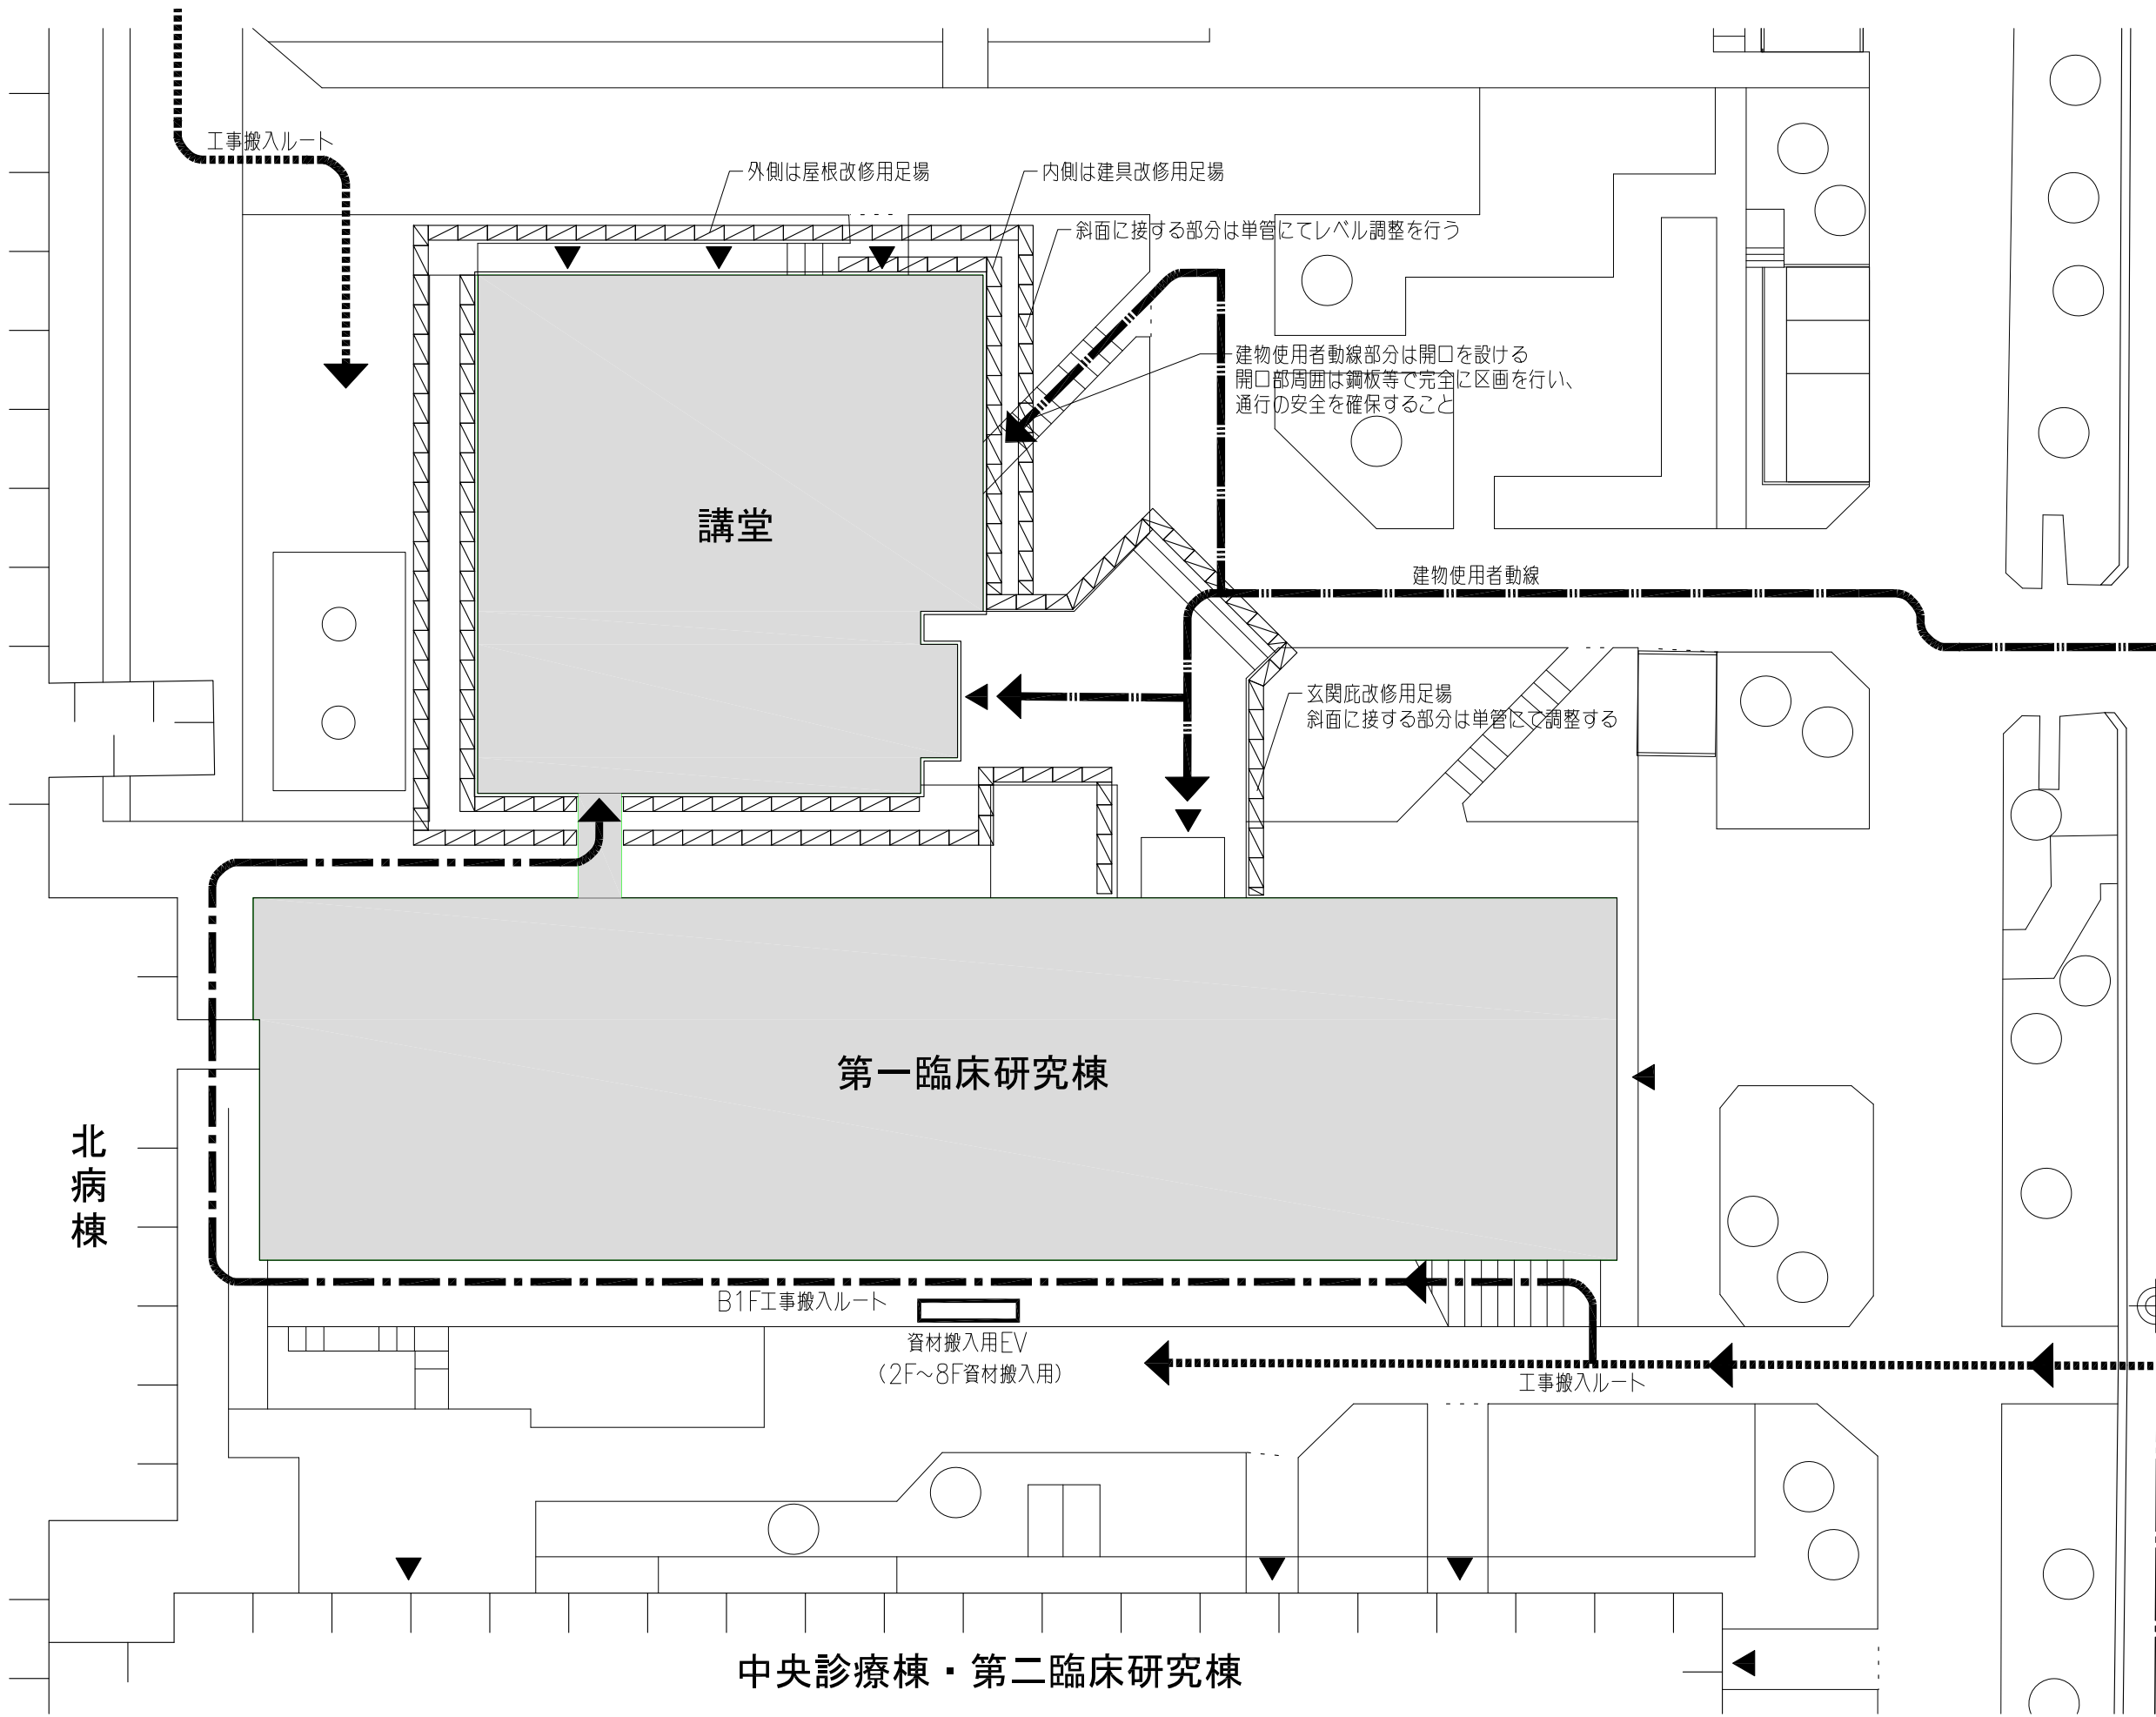 工事搬入ルート
外側は屋根改修用足場
内側は建具改修用足場
斜面に接する部分は単管にてレベル調整を行う
建物使用者動線部分は開口を設ける
開口部周囲は鋼板等で完全に区画を行い、
通行の安全を確保すること
講堂
建物使用者動線
玄関庇改修用足場
斜面に接する部分は単管にて調整する
第一臨床研究棟
北病棟
B1F工事搬入ルート
資材搬入用EV
(2F～8F資材搬入用)
工事搬入ルート
中央診療棟・第二臨床研究棟